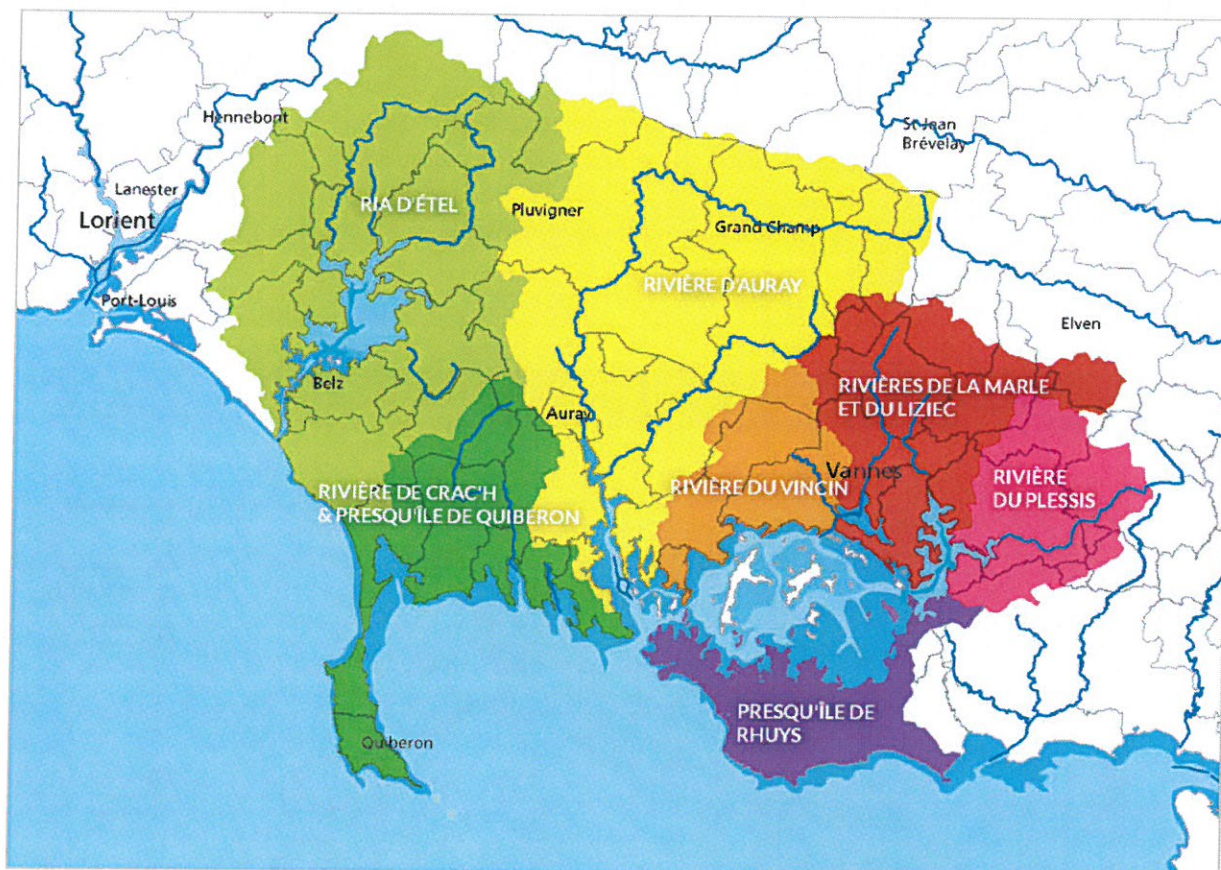 Hennebont
St Jean
Brévelay
Lanester
Lorient
RIA D'ÉTEL
Pluvigner
Grand Champ
Port-Louis
RIVIÈRE D'AURAY
Elven
Belz
RIVIÈRES DE LA MARLE
ET DU LIZIEC
Auray
Vannes
RIVIÈRE DE CRAC'H
& PRESQU'ÎLE DE QUIBERON
RIVIÈRE DU VINCIN
RIVIÈRE
DU PLESSIS
PRESQU'ÎLE DE
RHUYS
Quiberon